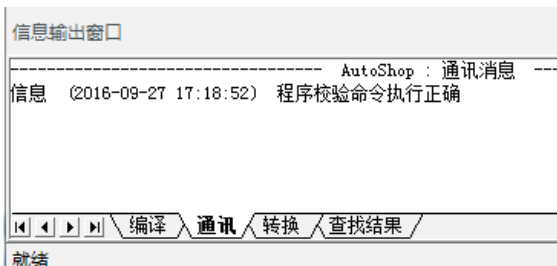 信息输出窗口
---------------------------------- AutoShop : 通讯消息 ---
信息 (2016-09-27 17:18:52) 程序校验命令执行正确
编译 通讯 转换 查找结果
就绪